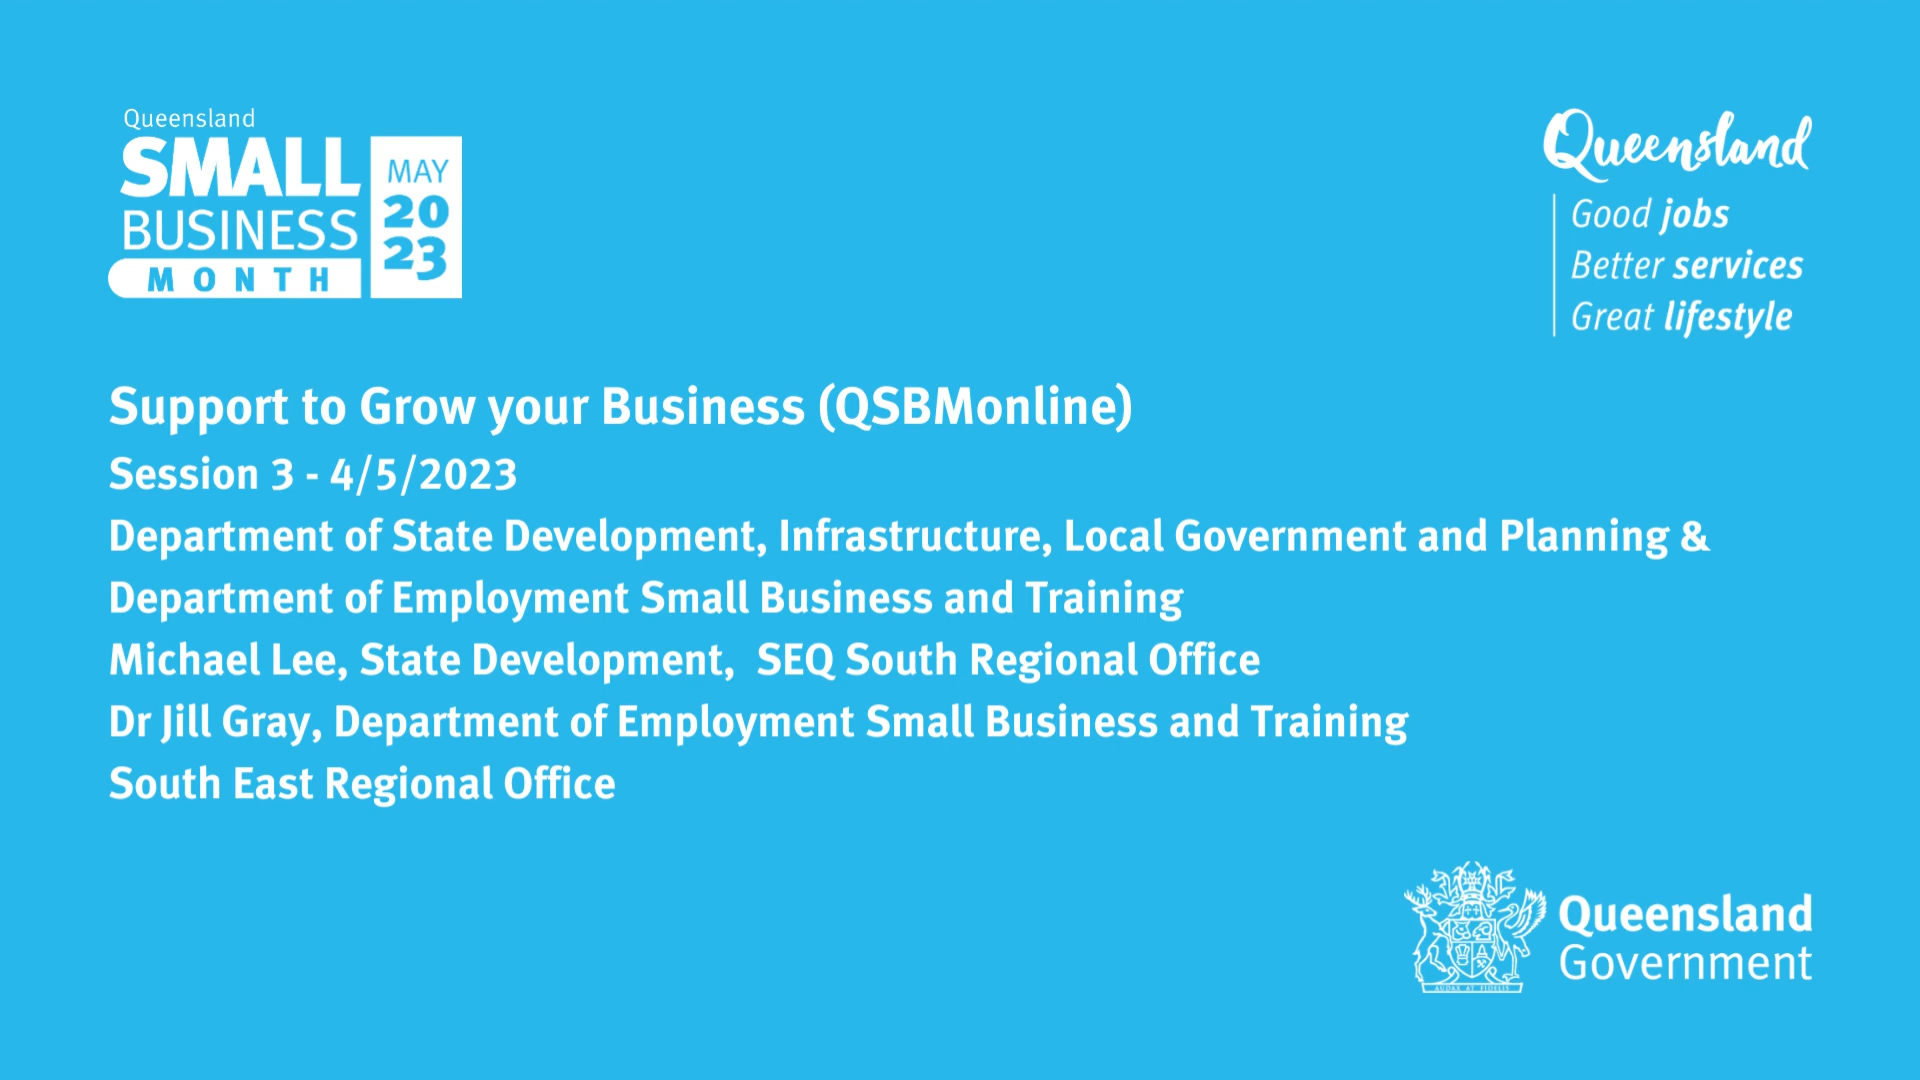 Queensland
SMALL
BUSINESS
MONTH
MAY
20
23
Queensland
Good jobs
Better services
Great lifestyle
Support to Grow your Business (QSBMonline)
Session 3 - 4/5/2023
Department of State Development, Infrastructure, Local Government and Planning &
Department of Employment Small Business and Training
Michael Lee, State Development,  SEQ South Regional Office
Dr Jill Gray, Department of Employment Small Business and Training
South East Regional Office
AUDAX AT FIDELIS
Queensland
Government